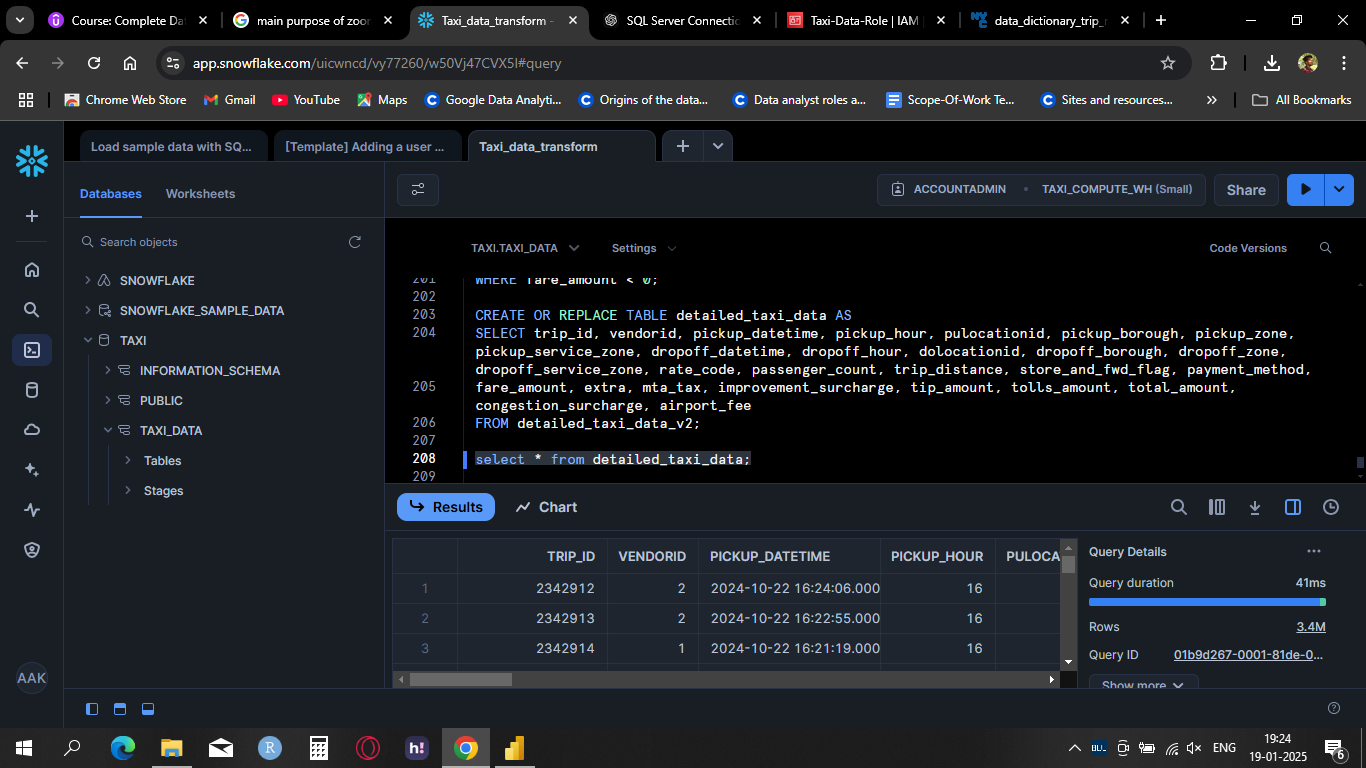 Course: Complete Da
main purpose of zoo
Taxi_data_transform -
SQL Server Connecti
Taxi-Data-Role | IAM
data_dictionary_trip_r
app.snowflake.com/uicwncd/vy77260/w50Vj47CVX5I#query
Chrome Web Store
Gmail
YouTube
Maps
Google Data Analyti...
Origins of the data...
Data analyst roles a...
Scope-Of-Work Te...
Sites and resources...
All Bookmarks
Load sample data with SQ...
[Template] Adding a user ...
Taxi_data_transform
Databases
Worksheets
ACCOUNTADMIN
TAXI_COMPUTE_WH (Small)
Share
Search objects
TAXI.TAXI_DATA
Settings
Code Versions
SNOWFLAKE
SNOWFLAKE_SAMPLE_DATA
TAXI
INFORMATION_SCHEMA
PUBLIC
TAXI_DATA
Tables
Stages
AAK
201 WHERE fare_amount < 0;
202
203 CREATE OR REPLACE TABLE detailed_taxi_data AS
204 SELECT trip_id, vendorid, pickup_datetime, pickup_hour, pulocationid, pickup_borough, pickup_zone,
pickup_service_zone, dropoff_datetime, dropoff_hour, dolocationid, dropoff_borough, dropoff_zone,
dropoff_service_zone, rate_code, passenger_count, trip_distance, store_and_fwd_flag, payment_method,
205 fare_amount, extra, mta_tax, improvement_surcharge, tip_amount, tolls_amount, total_amount,
congestion_surcharge, airport_fee
206 FROM detailed_taxi_data_v2;
207
208 select * from detailed_taxi_data;
209
Results
Chart
TRIP_ID VENDORID PICKUP_DATETIME PICKUP_HOUR PULOCA
1 2342912 2 2024-10-22 16:24:06.000 16
2 2342913 2 2024-10-22 16:22:55.000 16
3 2342914 1 2024-10-22 16:21:19.000 16
Query Details
Query duration 41ms
Rows 3.4M
Query ID 01b9d267-0001-81de-0...
Show more
h!
ENG
19:24
19-01-2025
6